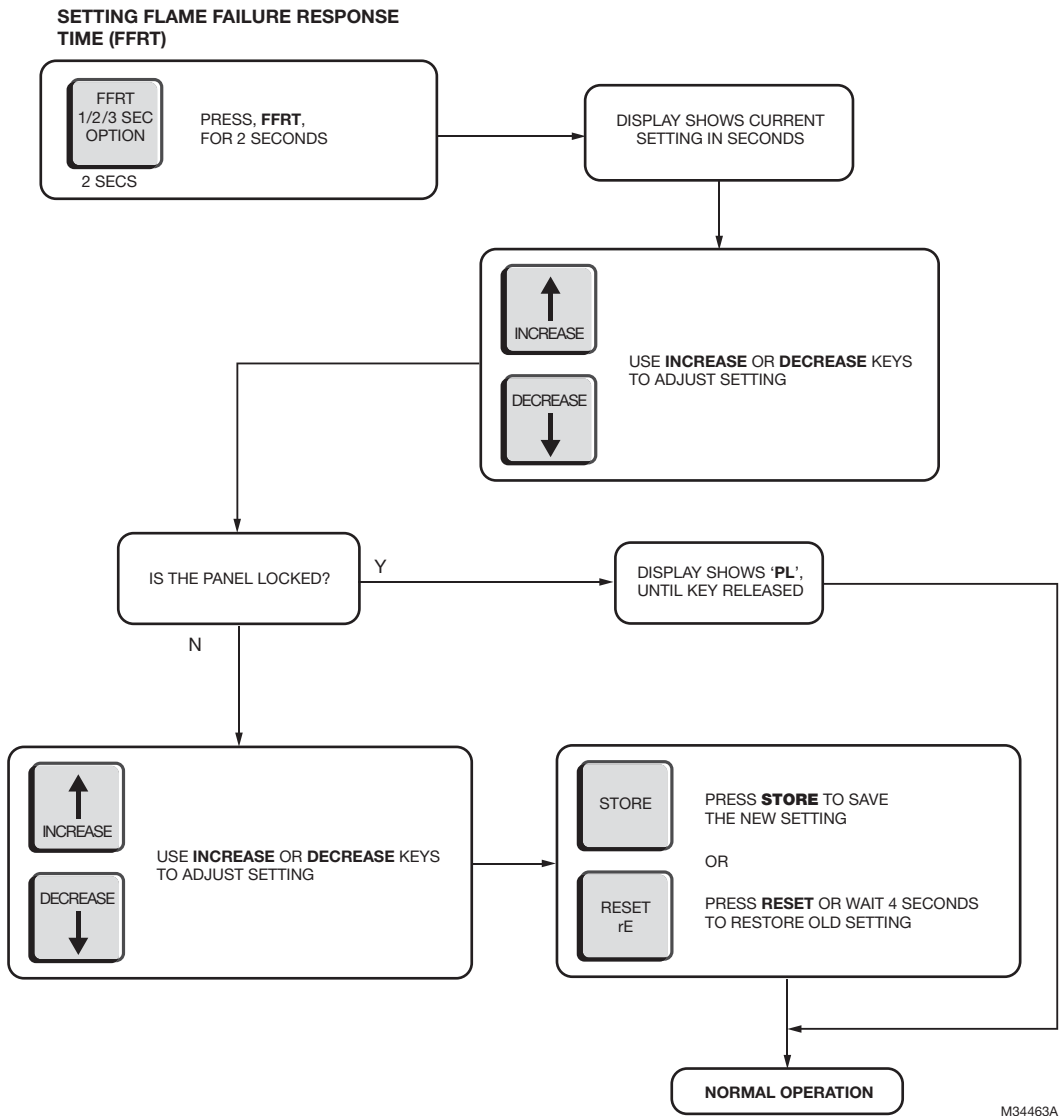 SETTING FLAME FAILURE RESPONSE
TIME (FFRT)
FFRT
1/2/3 SEC
OPTION
2 SECS
PRESS, FFRT,
FOR 2 SECONDS
DISPLAY SHOWS CURRENT
SETTING IN SECONDS
INCREASE
DECREASE
USE INCREASE OR DECREASE KEYS
TO ADJUST SETTING
IS THE PANEL LOCKED?
Y
N
DISPLAY SHOWS ‘PL’,
UNTIL KEY RELEASED
INCREASE
DECREASE
USE INCREASE OR DECREASE KEYS
TO ADJUST SETTING
STORE
PRESS STORE TO SAVE
THE NEW SETTING
OR
RESET
rE
PRESS RESET OR WAIT 4 SECONDS
TO RESTORE OLD SETTING
NORMAL OPERATION
M34463A